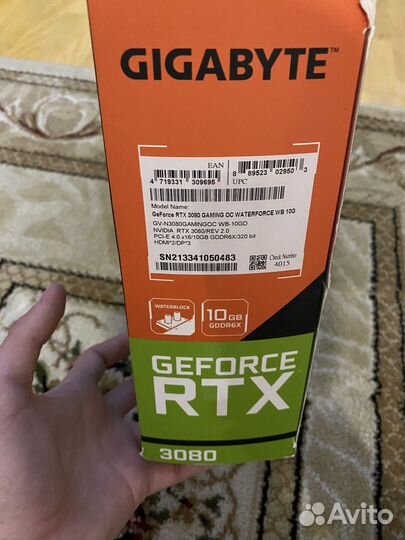 GIGABYTE™
EAN
4 719331 309695
8 89523 02950 3
UPC
Model Name:
GeForce RTX 3080 GAMING OC WATERFORCE WB 10G
GV-N3080GAMINGOC WB-10GD
NVIDIA RTX 3080/REV 2.0
PCI-E 4.0 x16/10GB GDDR6X/320 bit
HDMI*2/DP*3
SN213341050483
Check Number
4015
WATERBLOCK
10GB
GDDR6X
GEFORCE
RTX
3080
Avito